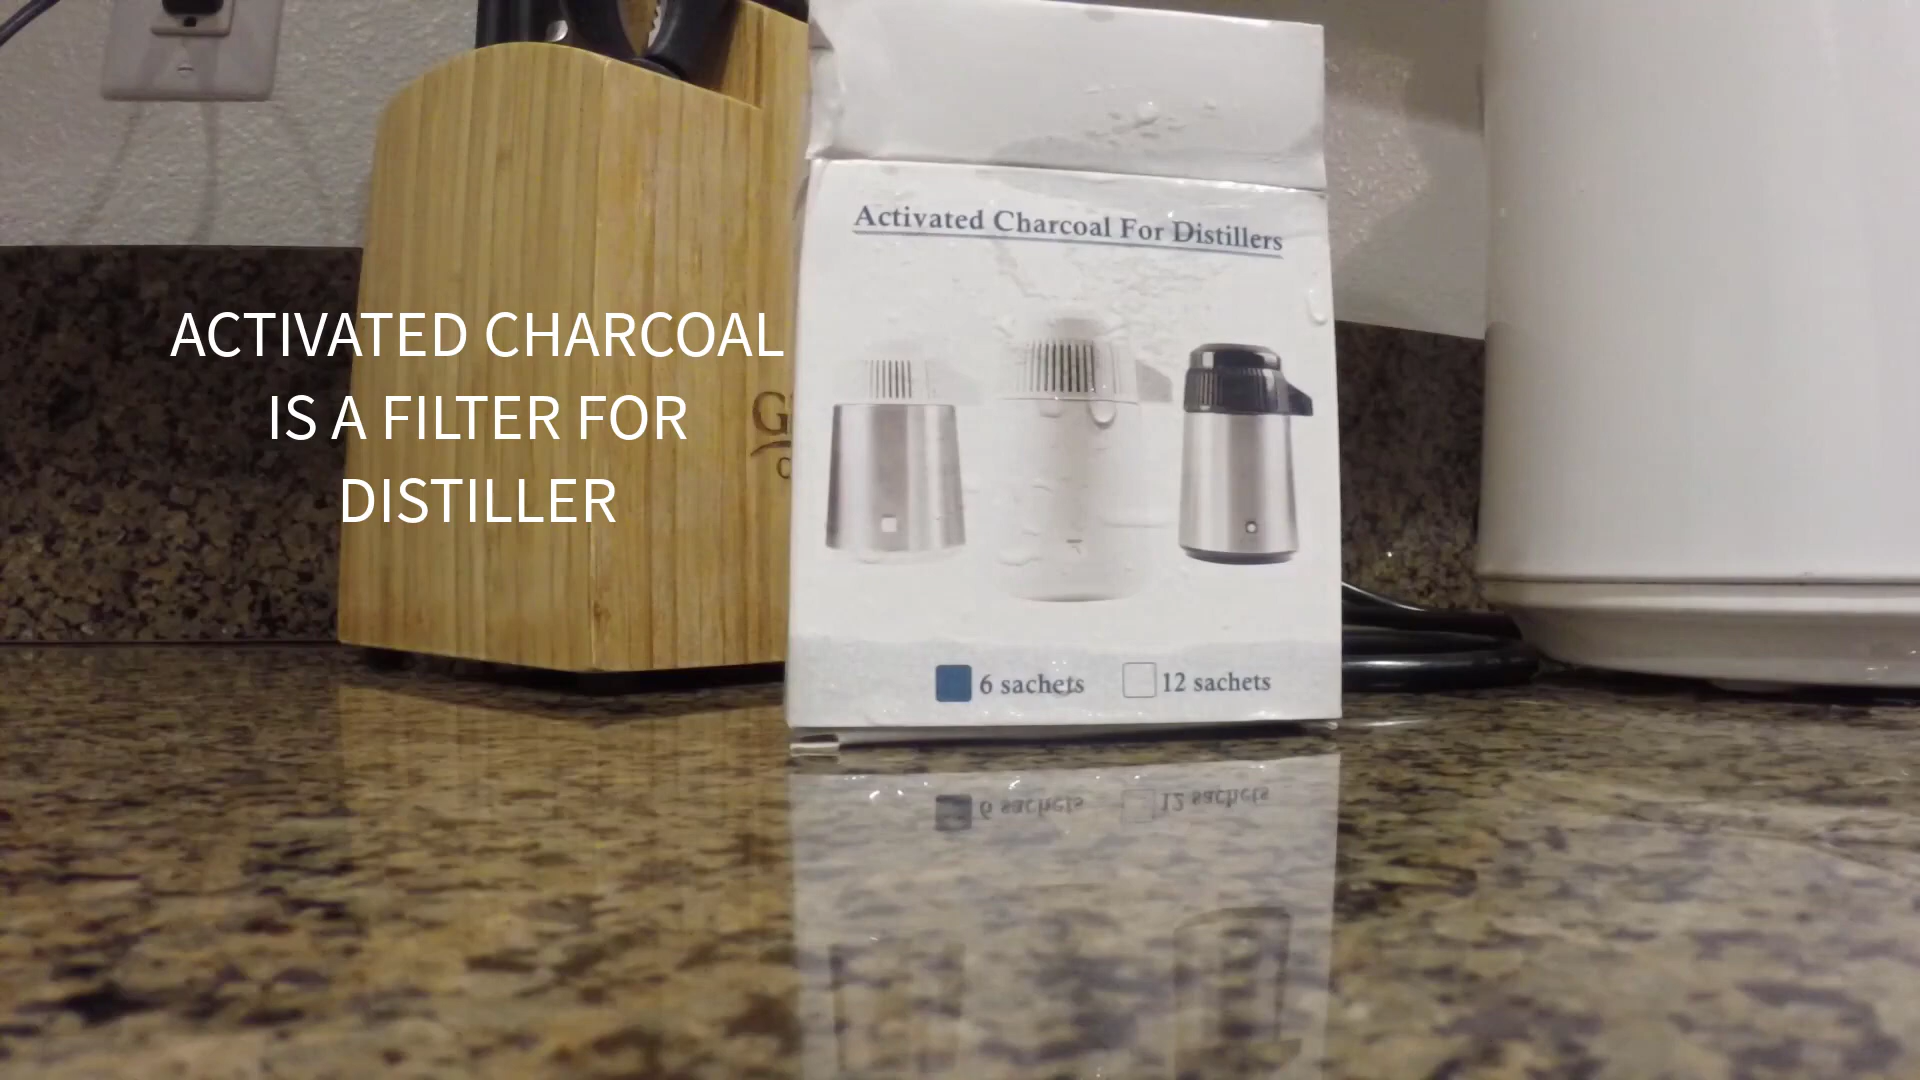 ACTIVATED CHARCOAL
IS A FILTER FOR
DISTILLER
Activated Charcoal For Distillers
6 sachets
12 sachets